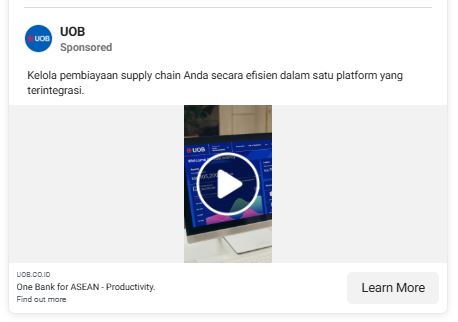 UOB
UOB
Sponsored
Kelola pembiayaan supply chain Anda secara efisien dalam satu platform yang
terintegrasi.
UOB
UOB.CO.ID
One Bank for ASEAN - Productivity.
Find out more
Learn More